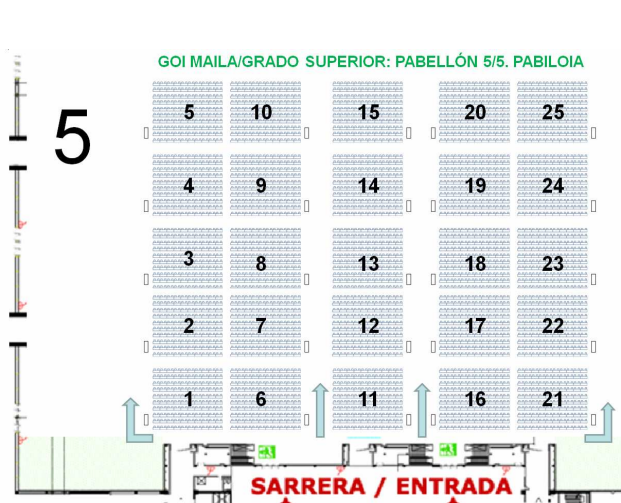 GOI MAILA/GRADO SUPERIOR: PABELLÓN 5/5. PABILOIA
5
5 10 15 20 25
4 9 14 19 24
3 8 13 18 23
2 7 12 17 22
1 6 11 16 21
SARRERA / ENTRADA